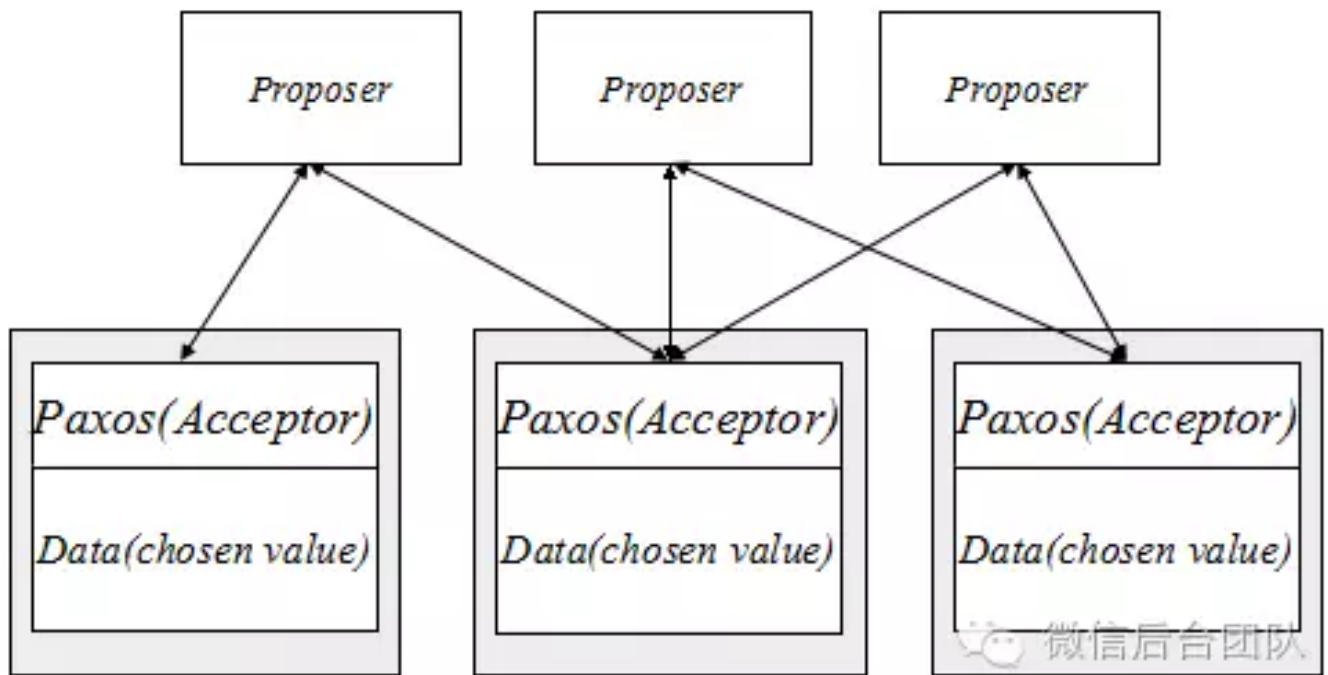 Proposer
Proposer
Proposer
Paxos(Acceptor)
Paxos(Acceptor)
Paxos(Acceptor)
Data(chosen value)
Data(chosen value)
Data(chosen value)
微信后台团队